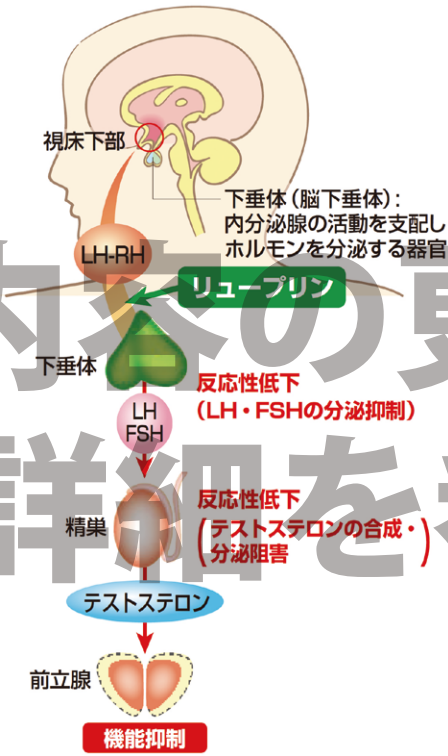 視床下部
下垂体（脳下垂体）：
内分泌腺の活動を支配し
ホルモンを分泌する器官
LH-RH
リュープリン
内容の
下垂体
反応性低下
（LH・FSHの分泌抑制）
LH
FSH
詳細を
反応性低下
精巣
（テストステロンの合成・
分泌阻害）
テストステロン
前立腺
機能抑制